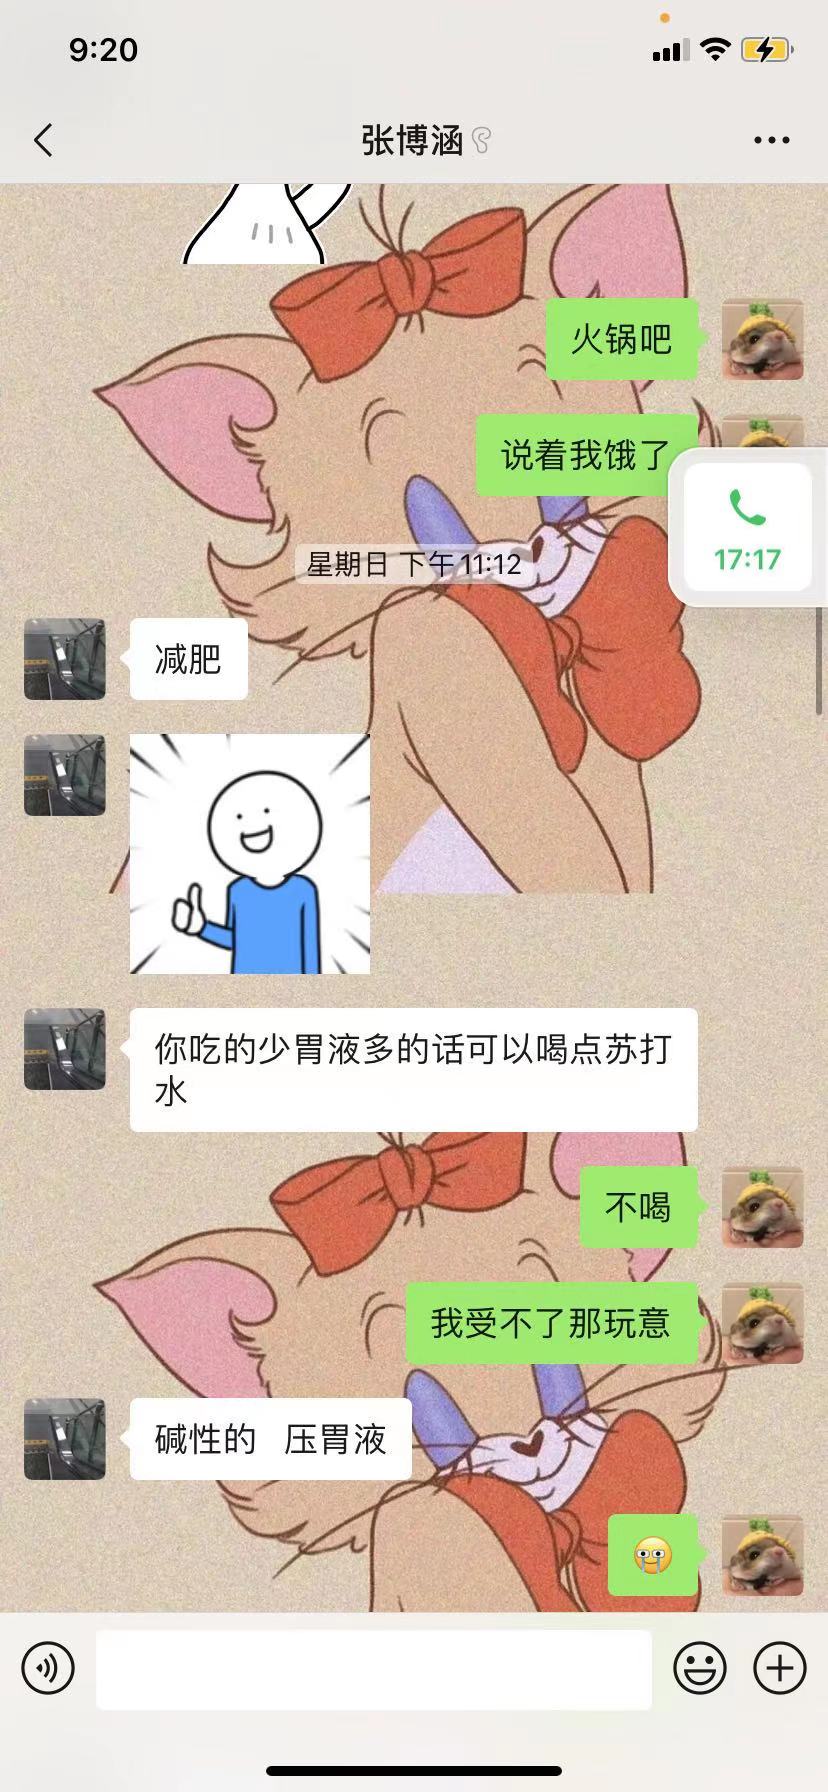 9:20
张博涵
火锅吧
说着我饿了
17:17
星期日 下午 11:12
减肥
你吃的少胃液多的话可以喝点苏打
水
不喝
我受不了那玩意
碱性的 压胃液